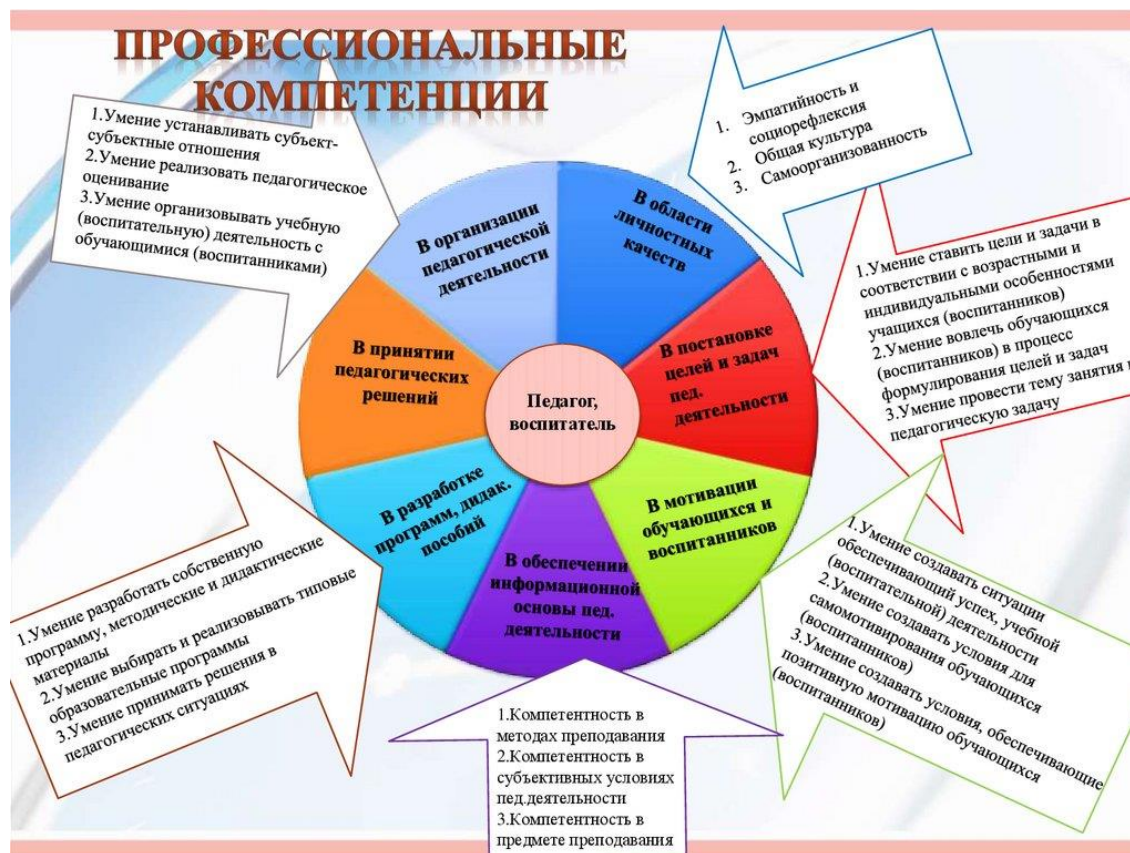 ПРОФЕССИОНАЛЬНЫЕ
КОМПЕТЕНЦИИ
1.Умение устанавливать субъект-
субъектные отношения
2.Умение реализовать педагогическое
оценивание
3.Умение организовывать учебную
(воспитательную) деятельность с
обучающимися (воспитанниками)
1. Эмпатийность и
социорефлексия
2. Общая культура
3. Самоорганизованность
В организации
педагогической
деятельности
В области
личностных
качеств
1.Умение ставить цели и задачи в
соответствии с возрастными и
индивидуальными особенностями
учащихся (воспитанников)
2.Умение вовлечь обучающихся
(воспитанников) в процесс
формулирования целей и задач
3.Умение провести тему занятия в
педагогическую задачу
В принятии
педагогических
решений
Педагог,
воспитатель
В постановке
целей и задач
пед.
деятельности
В разработке
программ, дидак.
пособий
В обеспечении
информационной
основы пед.
деятельности
В мотивации
обучающихся и
воспитанников
1.Умение разработать собственную
программу, методические и дидактические
материалы
2.Умение выбирать и реализовывать типовые
образовательные программы
3.Умение принимать решения в
педагогических ситуациях
1.Компетентность в
методах преподавания
2.Компетентность в
субъективных условиях
пед.деятельности
3.Компетентность в
предмете преподавания
1.Умение создавать ситуации
обеспечивающий успех, учебной
(воспитательной) деятельности
2.Умение создавать условия для
самомотивирования обучающихся
(воспитанников)
3.Умение создавать условия, обеспечивающие
позитивную мотивацию обучающихся
(воспитанников)